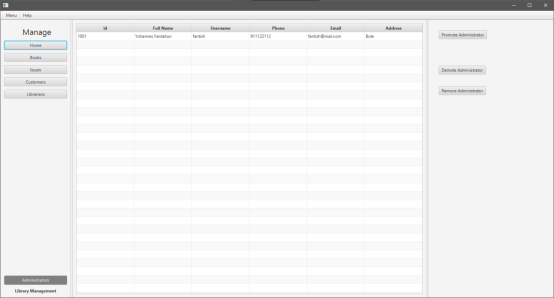 Menu Help
Manage
Home
Books
Issues
Customers
Librarians
Administration
Library Management
id Full Name Username Phone Email Address
1001 Yohannes Fantahun fantish 911122712 fantish@mail.com Bole
Promote Administrator
Demote Administrator
Remove Administrator